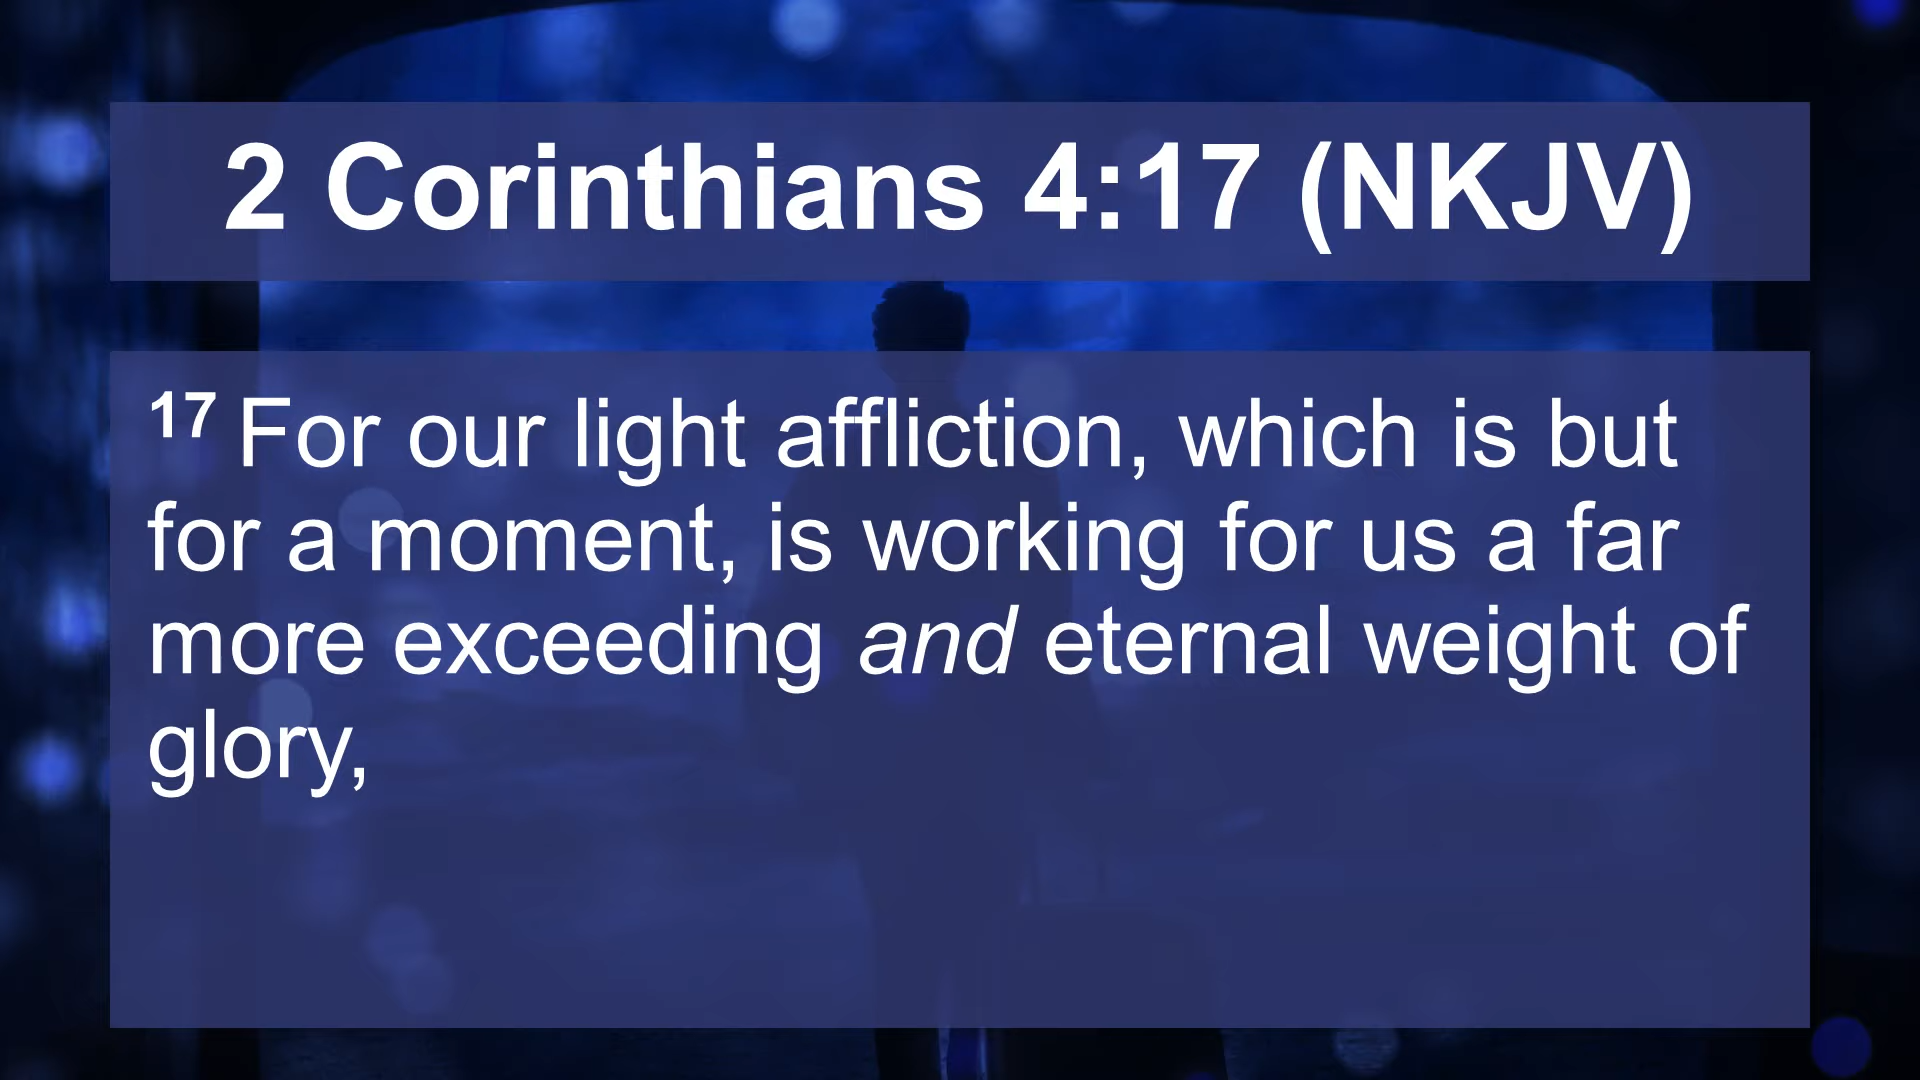 2 Corinthians 4:17 (NKJV)
17 For our light affliction, which is but
for a moment, is working for us a far
more exceeding and eternal weight of
glory,